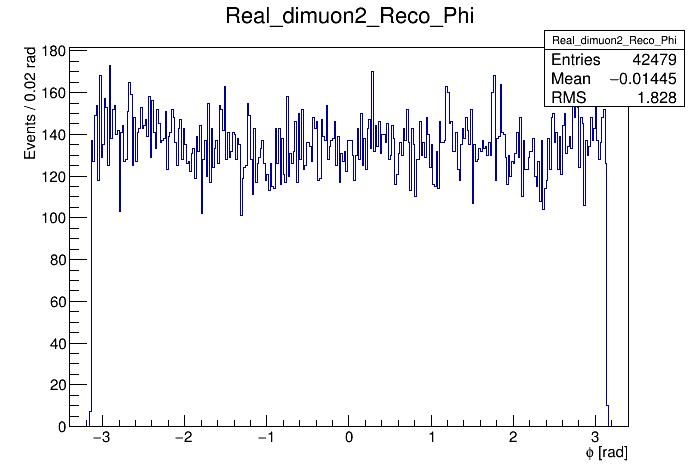 Real_dimuon2_Reco_Phi
Real_dimuon2_Reco_Phi
Entries 42479
Mean −0.01445
RMS 1.828
Events / 0.02 rad
180
160
140
120
100
80
60
40
20
0
−3 −2 −1 0 1 2 3
ϕ [rad]